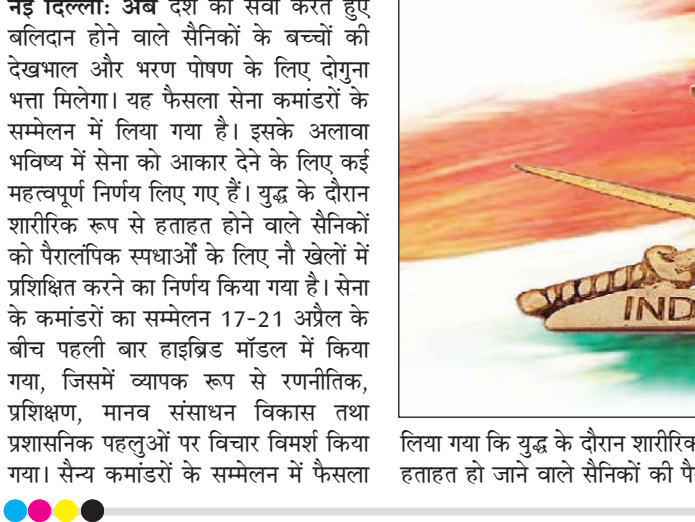 नई दिल्ली: अब देश की सेवा करते हुए
बलिदान होने वाले सैनिकों के बच्चों की
देखभाल और भरण पोषण के लिए दोगुना
भत्ता मिलेगा। यह फैसला सेना कमांडरों के
सम्मेलन में लिया गया है। इसके अलावा
भविष्य में सेना को आकार देने के लिए कई
महत्वपूर्ण निर्णय लिए गए हैं। युद्ध के दौरान
शारीरिक रूप से हताहत होने वाले सैनिकों
को पैरालंपिक स्पधाओं के लिए नौ खेलों में
प्रशिक्षित करने का निर्णय किया गया है। सेना
के कमांडरों का सम्मेलन 17-21 अप्रैल के
बीच पहली बार हाइब्रिड मॉडल में किया
गया, जिसमें व्यापक रूप से रणनीतिक,
प्रशिक्षण, मानव संसाधन विकास तथा
प्रशासनिक पहलुओं पर विचार विमर्श किया
गया। सैन्य कमांडरों के सम्मेलन में फैसला
IND
लिया गया कि युद्ध के दौरान शारीरिक
हताहत हो जाने वाले सैनिकों की पै